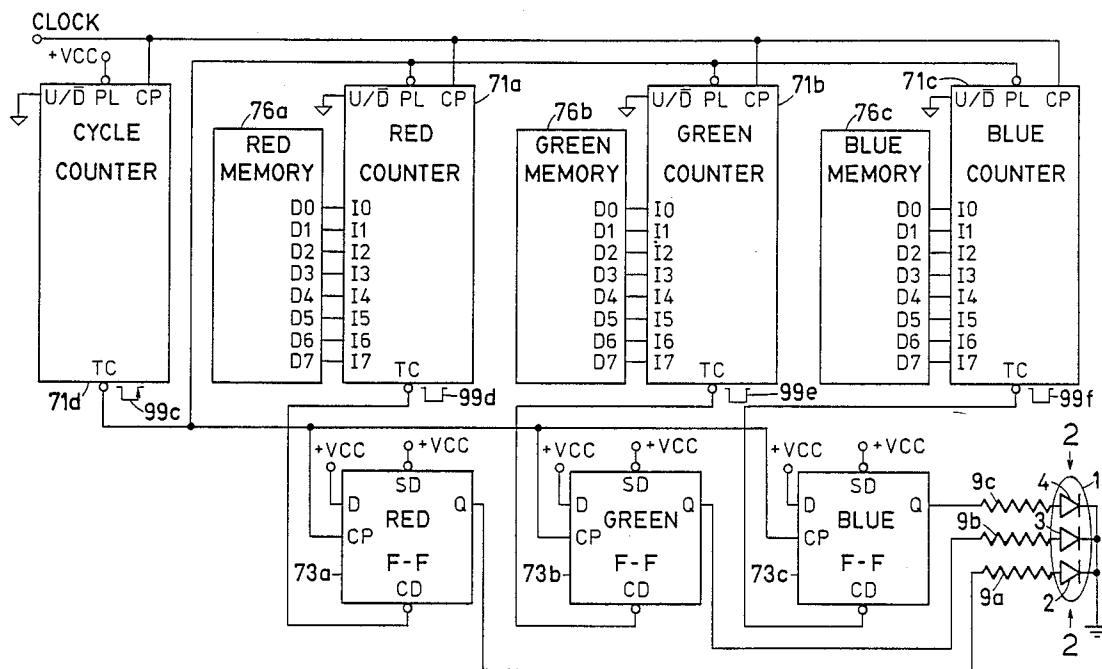 CLOCK
+VCC
U/D̅ PL CP
CYCLE
COUNTER
TC
71d
99c
76a
RED
MEMORY
D0
D1
D2
D3
D4
D5
D6
D7
71a
U/D̅ PL CP
RED
COUNTER
I0
I1
I2
I3
I4
I5
I6
I7
TC
99d
76b
GREEN
MEMORY
D0
D1
D2
D3
D4
D5
D6
D7
71b
U/D̅ PL CP
GREEN
COUNTER
I0
I1
I2
I3
I4
I5
I6
I7
TC
99e
76c
BLUE
MEMORY
D0
D1
D2
D3
D4
D5
D6
D7
71c
U/D̅ PL CP
BLUE
COUNTER
I0
I1
I2
I3
I4
I5
I6
I7
TC
99f
+VCC
+VCC
SD
D
Q
RED
CP
F-F
CD
73a
+VCC
+VCC
SD
D
Q
GREEN
CP
F-F
CD
73b
+VCC
+VCC
SD
D
Q
BLUE
CP
F-F
CD
73c
2
1
9c
4
9b
3
9a
2
2